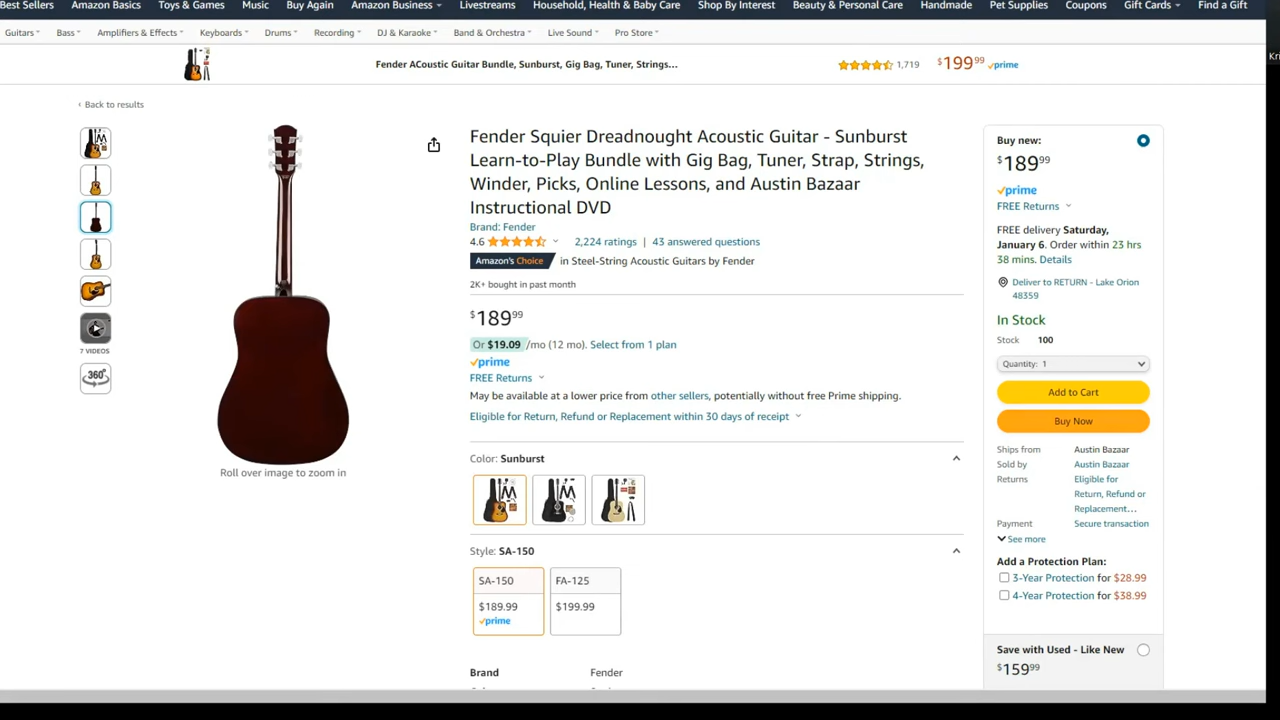 Best Sellers Amazon Basics Toys & Games Music Buy Again Amazon Business Livestreams Household, Health & Baby Care Shop By Interest Beauty & Personal Care Handmade Pet Supplies Coupons Gift Cards Find a Gift
Guitars Bass Amplifiers & Effects Keyboards Drums Recording DJ & Karaoke Band & Orchestra Live Sound Pro Store
Fender ACoustic Guitar Bundle, Sunburst, Gig Bag, Tuner, Strings... 1,719 $19999 prime
‹ Back to results
7 VIDEOS
360°
Roll over image to zoom in
Fender Squier Dreadnought Acoustic Guitar - Sunburst
Learn-to-Play Bundle with Gig Bag, Tuner, Strap, Strings,
Winder, Picks, Online Lessons, and Austin Bazaar
Instructional DVD
Brand: Fender
4.6 2,224 ratings | 43 answered questions
Amazon's Choice in Steel-String Acoustic Guitars by Fender
2K+ bought in past month
$18999
Or $19.09 /mo (12 mo). Select from 1 plan
prime
FREE Returns
May be available at a lower price from other sellers, potentially without free Prime shipping.
Eligible for Return, Refund or Replacement within 30 days of receipt
Color: Sunburst
Style: SA-150
SA-150 FA-125
$189.99 $199.99
prime
Brand Fender
Buy new:
$18999
prime
FREE Returns
FREE delivery Saturday,
January 6. Order within 23 hrs
38 mins. Details
Deliver to RETURN - Lake Orion
48359
In Stock
Stock 100
Quantity: 1
Add to Cart
Buy Now
Ships from Austin Bazaar
Sold by Austin Bazaar
Returns Eligible for
Return, Refund or
Replacement...
Payment Secure transaction
See more
Add a Protection Plan:
3-Year Protection for $28.99
4-Year Protection for $38.99
Save with Used - Like New
$15999